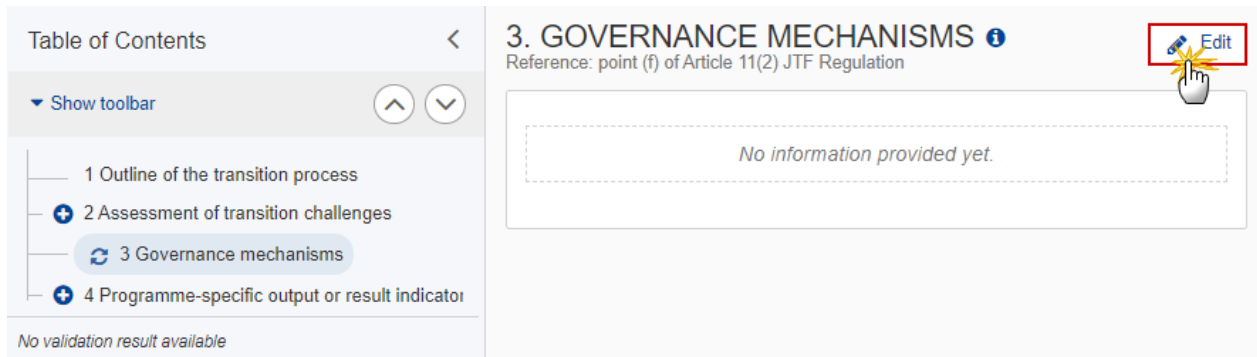 Table of Contents
Show toolbar
1 Outline of the transition process
2 Assessment of transition challenges
3 Governance mechanisms
4 Programme-specific output or result indicator
No validation result available
3. GOVERNANCE MECHANISMS
Edit
Reference: point (f) of Article 11(2) JTF Regulation
No information provided yet.